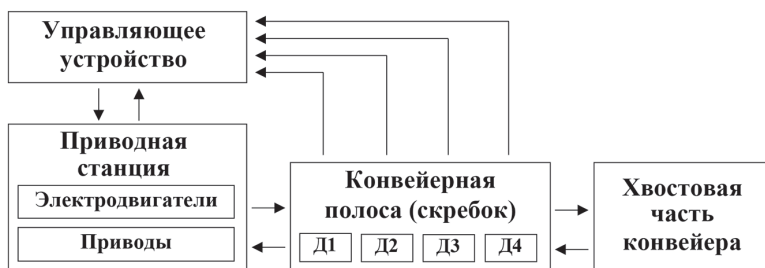 Управляющее
устройство
Приводная
станция
Электродвигатели
Приводы
Конвейерная
полоса (скребок)
Д1 Д2 Д3 Д4
Хвостовая
часть
конвейера